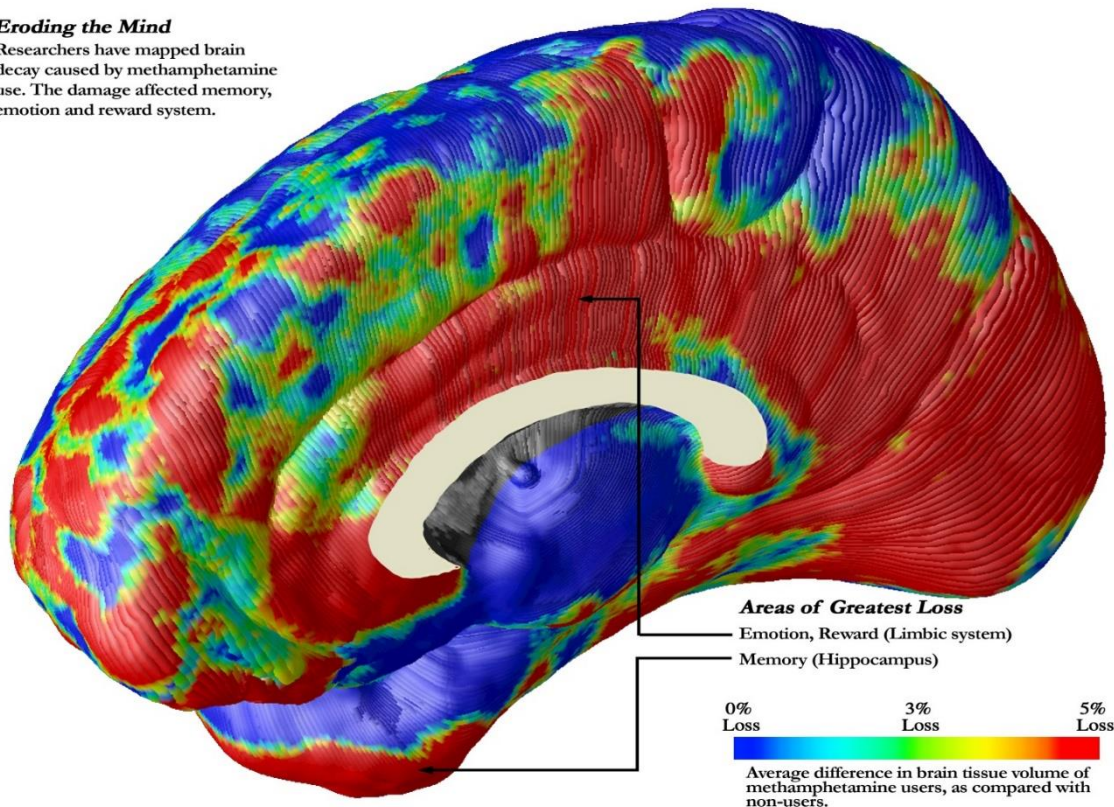 Eroding the Mind
Researchers have mapped brain
decay caused by methamphetamine
use. The damage affected memory,
emotion and reward system.
Areas of Greatest Loss
Emotion, Reward (Limbic system)
Memory (Hippocampus)
0% 3% 5%
Loss Loss Loss
Average difference in brain tissue volume of
methamphetamine users, as compared with
non-users.